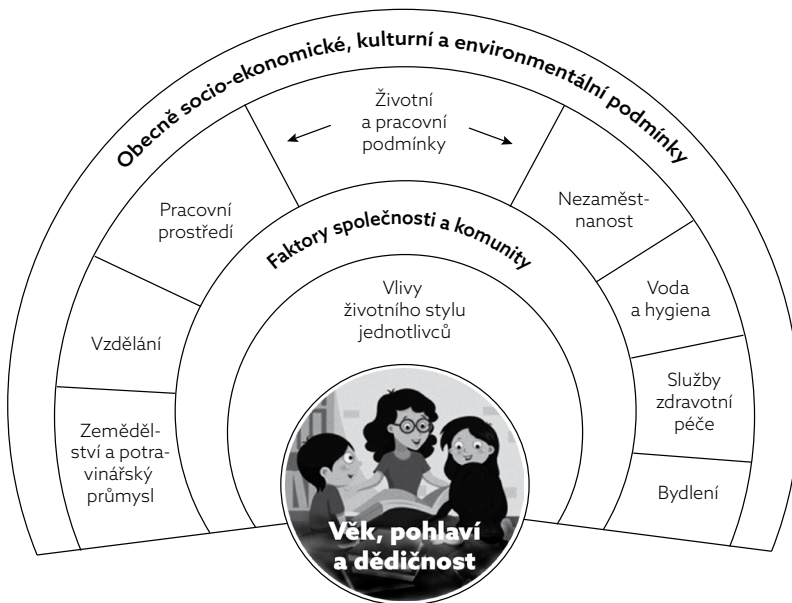 Obecně socio-ekonomické, kulturní a environmentální podmínky
Životní
a pracovní
podmínky
Pracovní
prostředí
Nezaměst-
nanost
Faktory společnosti a komunity
Vlivy
životního stylu
jednotlivců
Voda
a hygiena
Vzdělání
Služby
zdravotní
péče
Zeměděl-
ství a potra-
vinářský
průmysl
Bydlení
Věk, pohlaví
a dědičnost